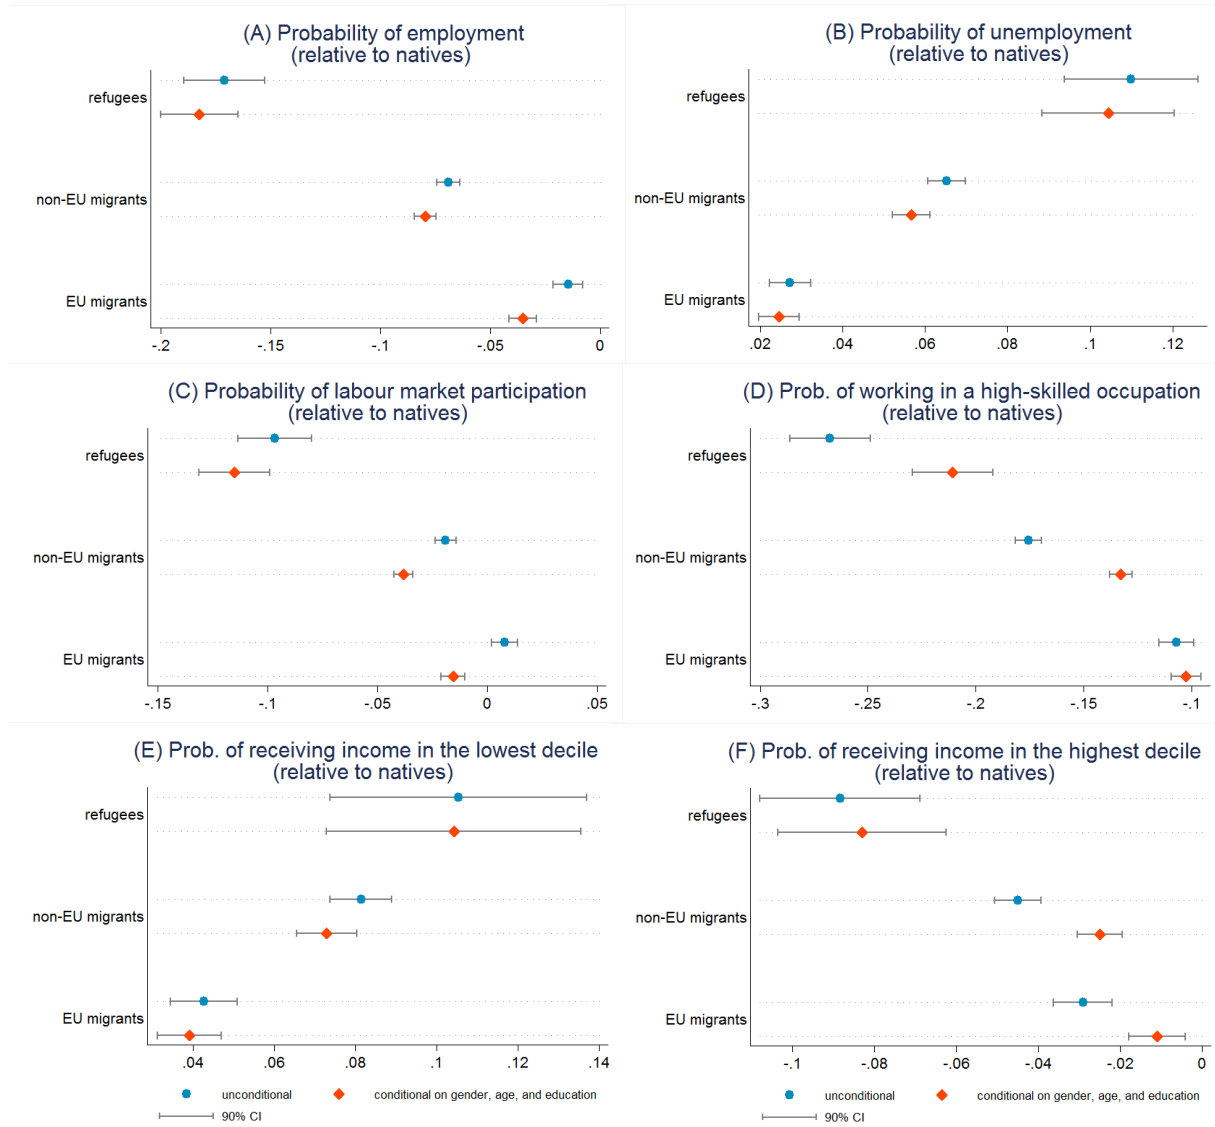 (A) Probability of employment
(relative to natives)
refugees
non-EU migrants
EU migrants
-.2 -.15 -.1 -.05 0
(B) Probability of unemployment
(relative to natives)
refugees
non-EU migrants
EU migrants
.02 .04 .06 .08 .1 .12
(C) Probability of labour market participation
(relative to natives)
refugees
non-EU migrants
EU migrants
-.15 -.1 -.05 0 .05
(D) Prob. of working in a high-skilled occupation
(relative to natives)
refugees
non-EU migrants
EU migrants
-.3 -.25 -.2 -.15 -.1
(E) Prob. of receiving income in the lowest decile
(relative to natives)
refugees
non-EU migrants
EU migrants
.04 .06 .08 .1 .12 .14
unconditional conditional on gender, age, and education
90% CI
(F) Prob. of receiving income in the highest decile
(relative to natives)
refugees
non-EU migrants
EU migrants
-.1 -.08 -.06 -.04 -.02 0
unconditional conditional on gender, age, and education
90% CI